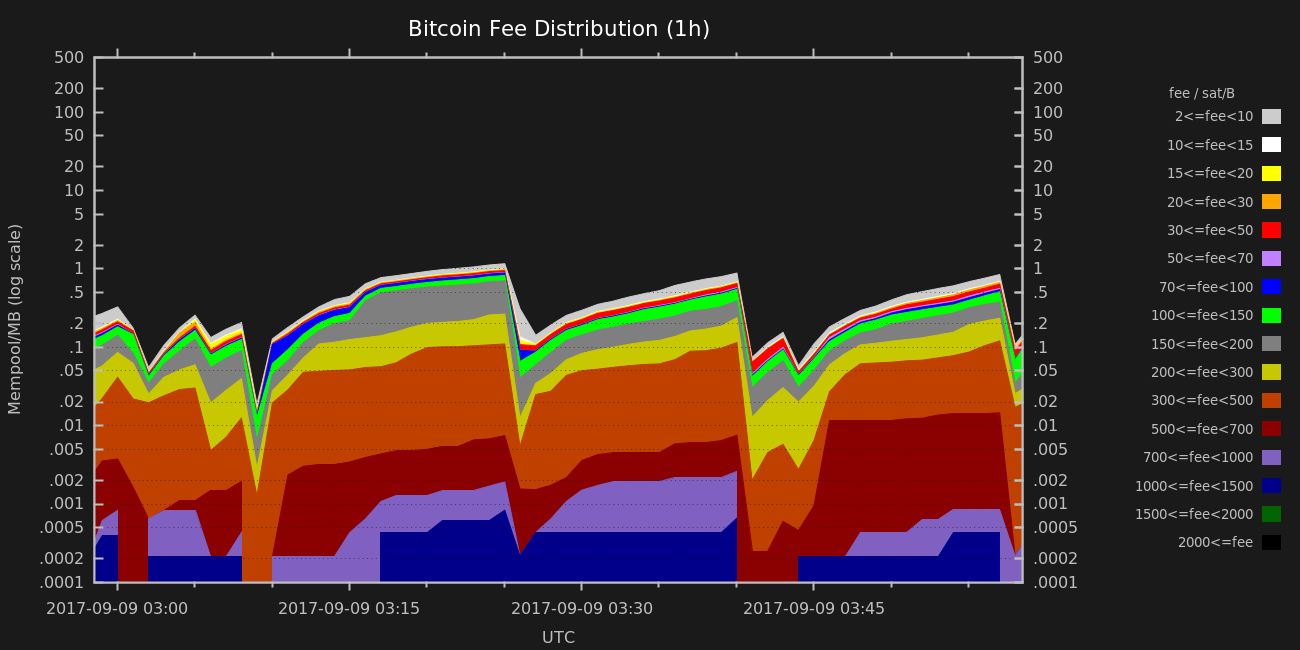 Bitcoin Fee Distribution (1h)
500
200
100
50
20
10
5
2
1
.5
.2
.1
.05
.02
.01
.005
.002
.001
.0005
.0002
.0001
Mempool/MB (log scale)
500
200
100
50
20
10
5
2
1
.5
.2
.1
.05
.02
.01
.005
.002
.001
.0005
.0002
.0001
2017-09-09 03:00
2017-09-09 03:15
2017-09-09 03:30
2017-09-09 03:45
UTC
fee / sat/B
2<=fee<10
10<=fee<15
15<=fee<20
20<=fee<30
30<=fee<50
50<=fee<70
70<=fee<100
100<=fee<150
150<=fee<200
200<=fee<300
300<=fee<500
500<=fee<700
700<=fee<1000
1000<=fee<1500
1500<=fee<2000
2000<=fee